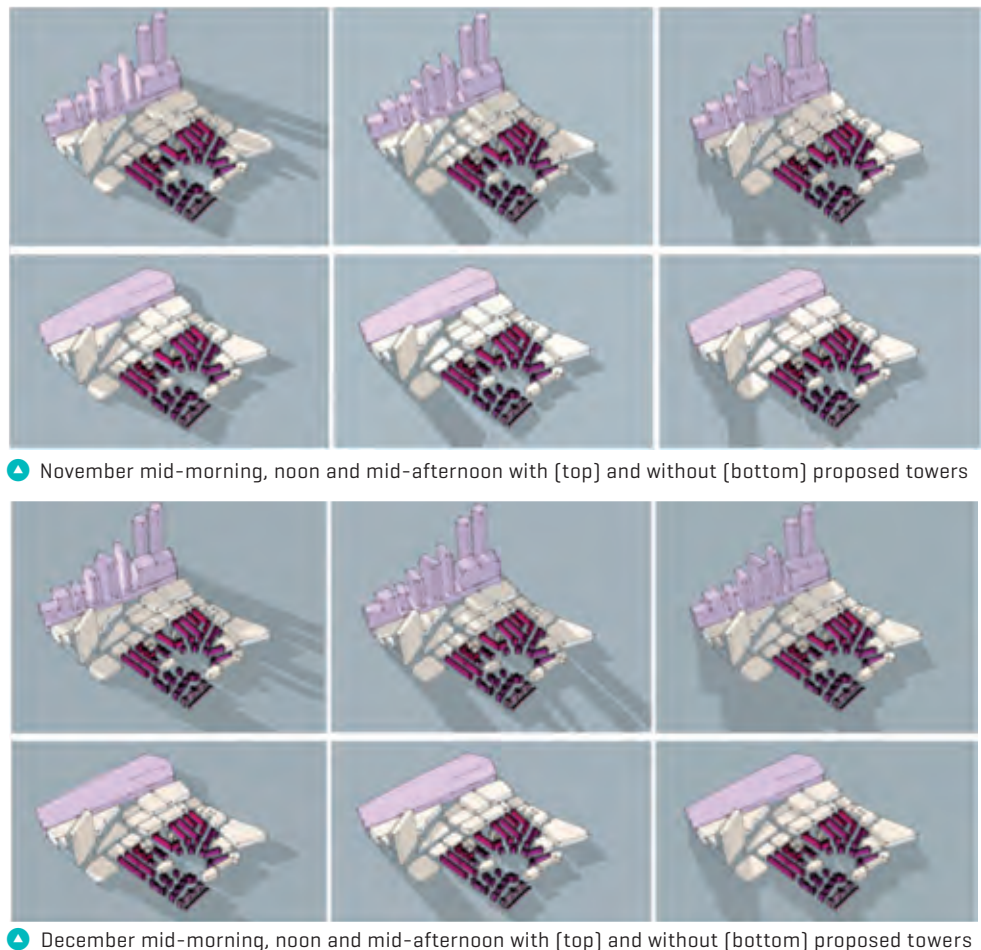 November mid-morning, noon and mid-afternoon with (top) and without (bottom) proposed towers
December mid-morning, noon and mid-afternoon with (top) and without (bottom) proposed towers